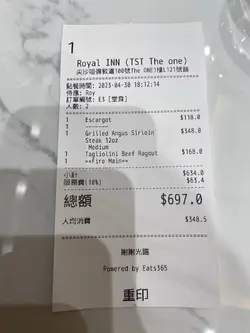 1
Royal INN (TST The one)
尖沙咀彌敦道100號The ONE1樓L121號舖
點餐時間: 2023-04-30 18:12:14
侍應: Roy
訂單編號: E3 [堂食]
人數: 2
1 Escargot $118.0
1
1 Grilled Angus Sirloin $348.0
Steak 12oz
Medium
1 Tagliolini Beef Ragout $168.0
1 **Fire Main**
小計 $634.0
服務費(10%) $63.4
總額 $697.0
人均消費 $348.5
謝謝光臨
Powered by Eats365
重印